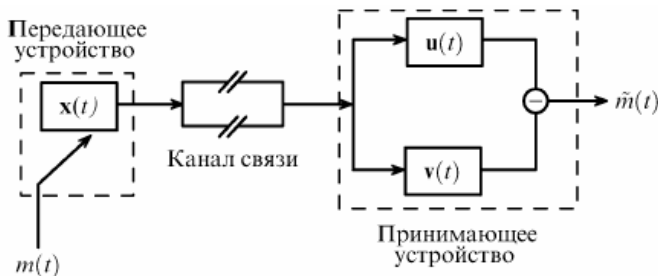 Передающее
устройство
x(t)
m(t)
Канал связи
u(t)
v(t)
−
m̃(t)
Принимающее
устройство